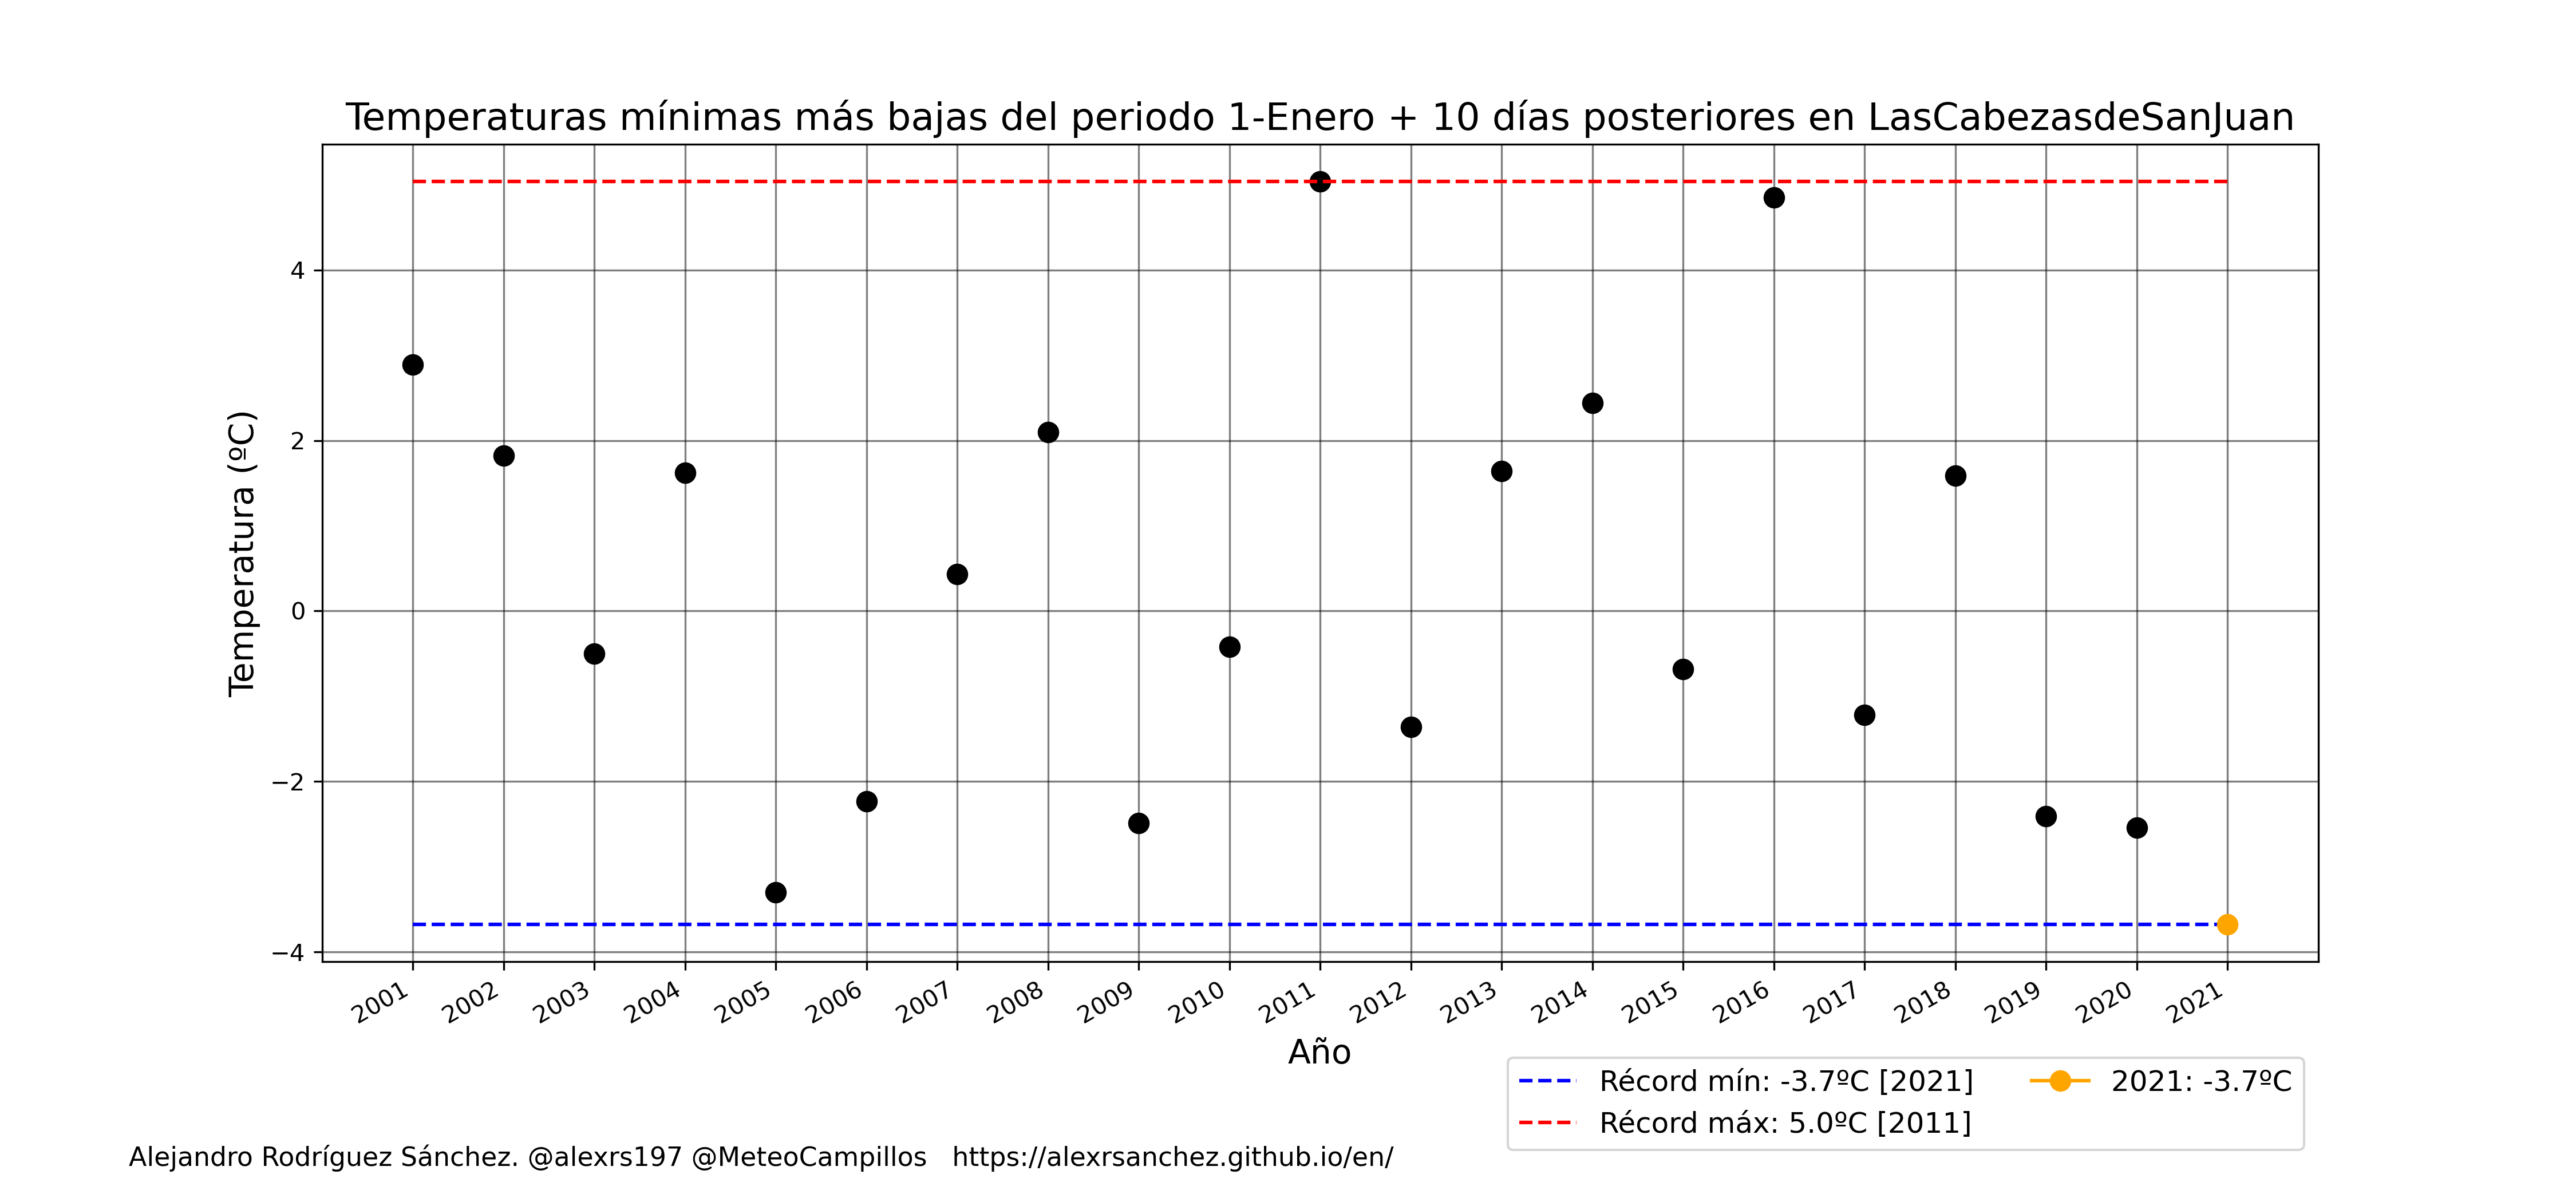 Temperaturas mínimas más bajas del periodo 1-Enero + 10 días posteriores en LasCabezasdeSanJuan
Temperatura (ºC)
4
2
0
−2
−4
2001 2002 2003 2004 2005 2006 2007 2008 2009 2010 2011 2012 2013 2014 2015 2016 2017 2018 2019 2020 2021
Año
Récord mín: -3.7ºC [2021]
Récord máx: 5.0ºC [2011]
2021: -3.7ºC
Alejandro Rodríguez Sánchez. @alexrs197 @MeteoCampillos   https://alexrsanchez.github.io/en/